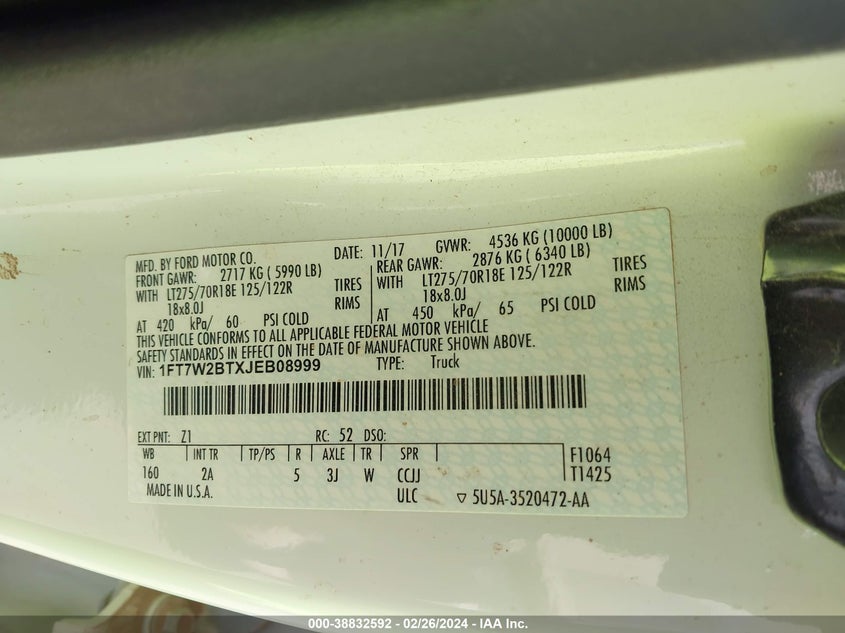 MFD. BY FORD MOTOR CO. DATE: 11/17 GVWR: 4536 KG (10000 LB)
FRONT GAWR: 2717 KG ( 5990 LB) REAR GAWR: 2876 KG ( 6340 LB)
WITH LT275/70R18E 125/122R TIRES WITH LT275/70R18E 125/122R TIRES
18x8.0J RIMS 18x8.0J RIMS
AT 420 kPa/ 60 PSI COLD AT 450 kPa/ 65 PSI COLD
THIS VEHICLE CONFORMS TO ALL APPLICABLE FEDERAL MOTOR VEHICLE
SAFETY STANDARDS IN EFFECT ON THE DATE OF MANUFACTURE SHOWN ABOVE.
VIN: 1FT7W2BTXJEB08999 TYPE: Truck
EXT PNT: Z1 RC: 52 DSO:
WB INT TR TP/PS R AXLE TR SPR F1064
160 2A 5 3J W CCJJ T1425
MADE IN U.S.A. ULC ▽ 5U5A-3520472-AA
000-38832592 - 02/26/2024 - IAA Inc.